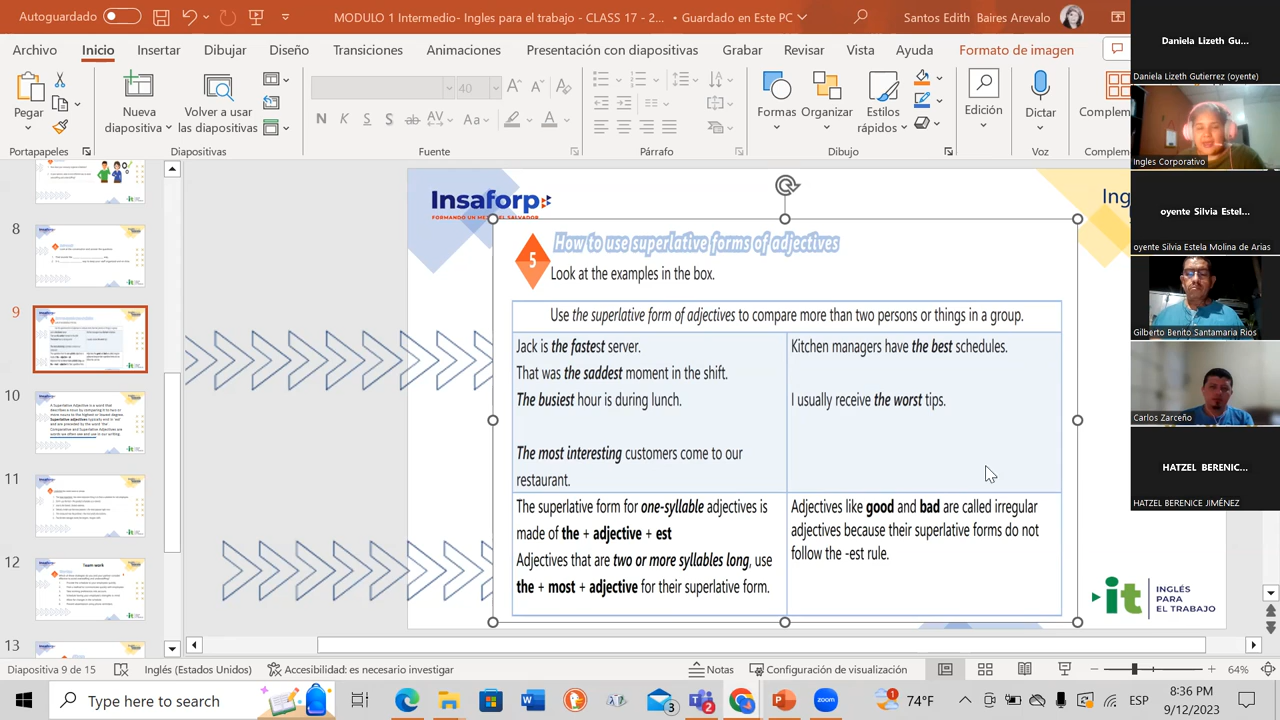 Autoguardado
MODULO 1 Intermedio- Ingles para el trabajo - CLASS 17 - 2... • Guardado en Este PC
Santos Edith Baires Arevalo
Archivo Inicio Insertar Dibujar Diseño Transiciones Animaciones Presentación con diapositivas Grabar Revisar Vista Ayuda Formato de imagen
Pegar
Nueva diapositiva
Volver a usar las diapositivas
40
N K S S ab AV Aa A
Formas Organizar Estilos rápidos
Edición
Dictar
Complem
Portapapeles Diapositivas Fuente Párrafo Dibujo Voz Compleme
Daniela Lizeth Gu...
Daniela Lizeth Gutierrez (oyente)
Ingles Corporativo
oyente Silvia Estel...
oyente Silvia Estela Molina de Arias
Gilberto Benito Santamaria Rios
Carlos Zarceño
HATZEL BERENIC...
HATZEL BERENICE JIMÉNEZ
8
9
10
11
12
Team work
13
Insaforp
FORMANDO UN MEJOR EL SALVADOR
Ing
5
How to use superlative forms of adjectives
Look at the examples in the box.
Use the superlative form of adjectives to compare more than two persons or things in a group.
Jack is the fastest server.
That was the saddest moment in the shift.
The busiest hour is during lunch.
The most interesting customers come to our
restaurant.
Kitchen managers have the best schedules.
I usually receive the worst tips.
The superlative form for one-syllable adjectives is
made of the + adjective + est
Adjectives that are two or more syllables long, use
the + most + adjective for their superlative form.
Adjectives like good and bad are called irregular
adjectives because their superlative forms do not
follow the -est rule.
it INGLÉS
PARA
EL TRABAJO
Diapositiva 9 de 15
Inglés (Estados Unidos)
Accesibilidad: es necesario investigar
Notas
Configuración de visualización
64%
Type here to search
3
2
1
74°F
ESP
8:36 PM
9/12/2023